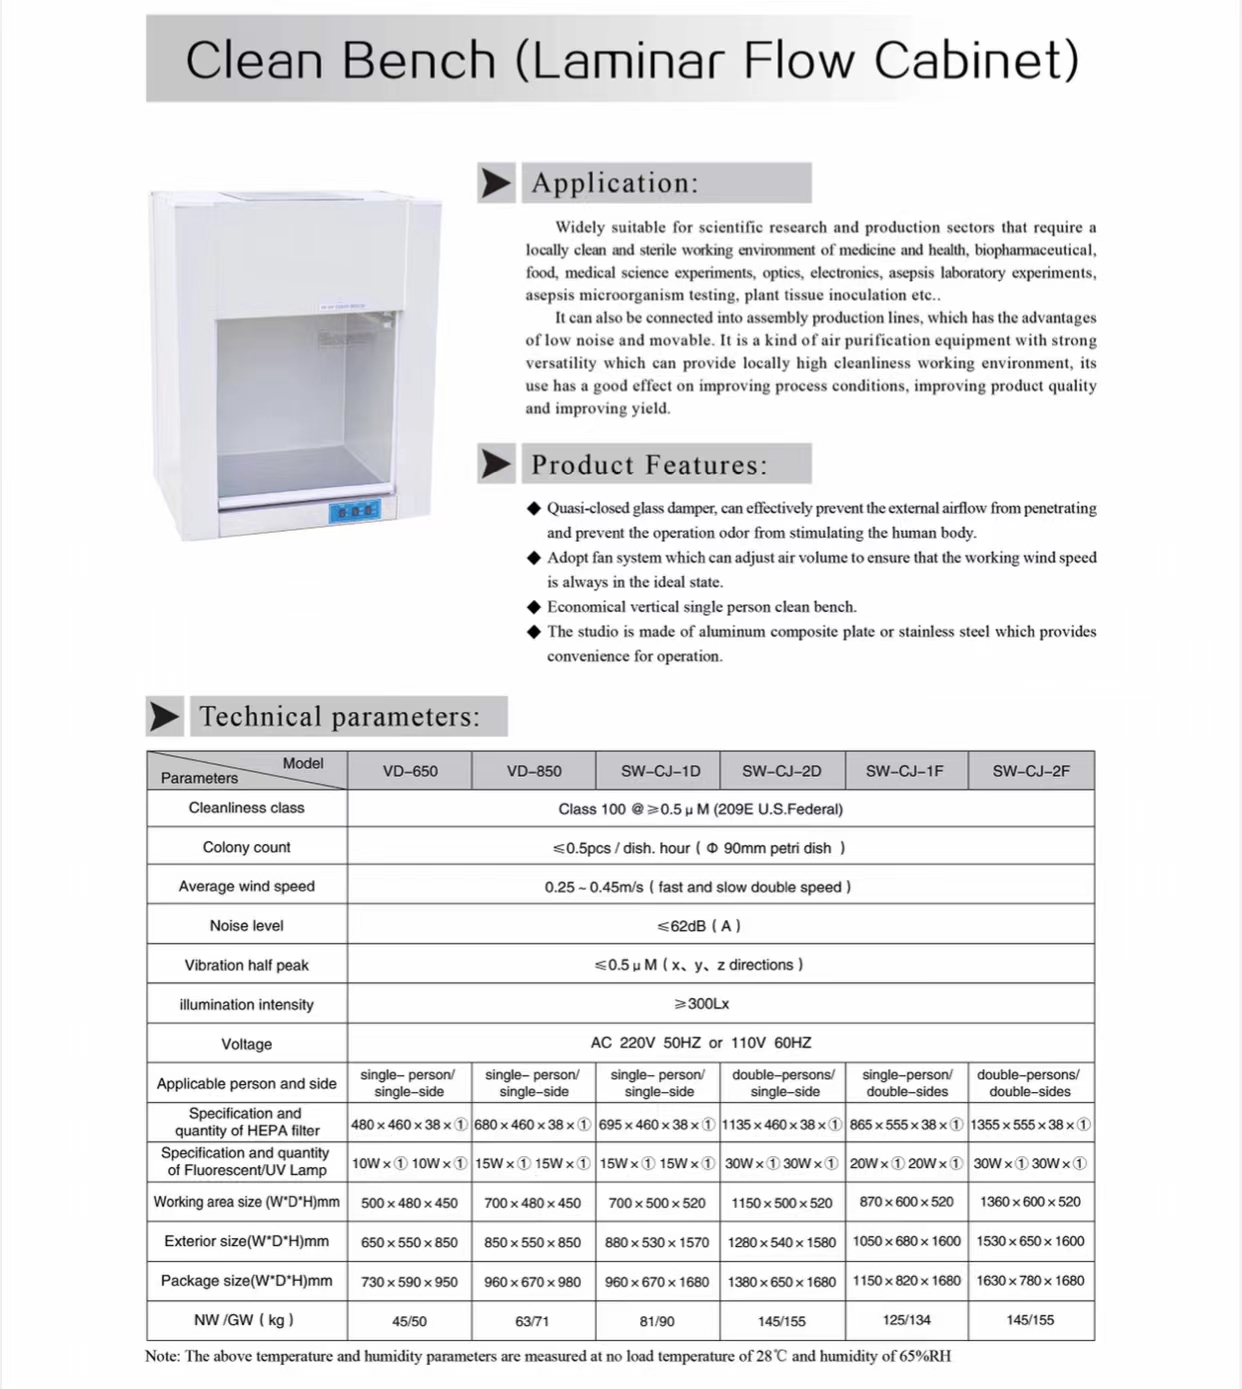 Clean Bench (Laminar Flow Cabinet)
Application:
Widely suitable for scientific research and production sectors that require a
locally clean and sterile working environment of medicine and health, biopharmaceutical,
food, medical science experiments, optics, electronics, asepsis laboratory experiments,
asepsis microorganism testing, plant tissue inoculation etc..
It can also be connected into assembly production lines, which has the advantages
of low noise and movable. It is a kind of air purification equipment with strong
versatility which can provide locally high cleanliness working environment, its
use has a good effect on improving process conditions, improving product quality
and improving yield.
Product Features:
◆ Quasi-closed glass damper, can effectively prevent the external airflow from penetrating
and prevent the operation odor from stimulating the human body.
◆ Adopt fan system which can adjust air volume to ensure that the working wind speed
is always in the ideal state.
◆ Economical vertical single person clean bench.
◆ The studio is made of aluminum composite plate or stainless steel which provides
convenience for operation.
Technical parameters:
Parameters Model VD-650 VD-850 SW-CJ-1D SW-CJ-2D SW-CJ-1F SW-CJ-2F
Cleanliness class Class 100 @≥0.5μM (209E U.S.Federal)
Colony count ≤0.5pcs / dish. hour ( Φ 90mm petri dish )
Average wind speed 0.25 ~ 0.45m/s ( fast and slow double speed )
Noise level ≤62dB ( A )
Vibration half peak ≤0.5μM ( x、y、z directions )
illumination intensity ≥300Lx
Voltage AC 220V 50HZ or 110V 60HZ
Applicable person and side single- person/ single-side single- person/ single-side single- person/ single-side double-persons/ single-side single-person/ double-sides double-persons/ double-sides
Specification and quantity of HEPA filter 480×460×38×① 680×460×38×① 695×460×38×① 1135×460×38×① 865×555×38×① 1355×555×38×①
Specification and quantity of Fluorescent/UV Lamp 10W×① 10W×① 15W×① 15W×① 15W×① 15W×① 30W×① 30W×① 20W×① 20W×① 30W×① 30W×①
Working area size (W*D*H)mm 500×480×450 700×480×450 700×500×520 1150×500×520 870×600×520 1360×600×520
Exterior size(W*D*H)mm 650×550×850 850×550×850 880×530×1570 1280×540×1580 1050×680×1600 1530×650×1600
Package size(W*D*H)mm 730×590×950 960×670×980 960×670×1680 1380×650×1680 1150×820×1680 1630×780×1680
NW /GW ( kg ) 45/50 63/71 81/90 145/155 125/134 145/155
Note: The above temperature and humidity parameters are measured at no load temperature of 28℃ and humidity of 65%RH